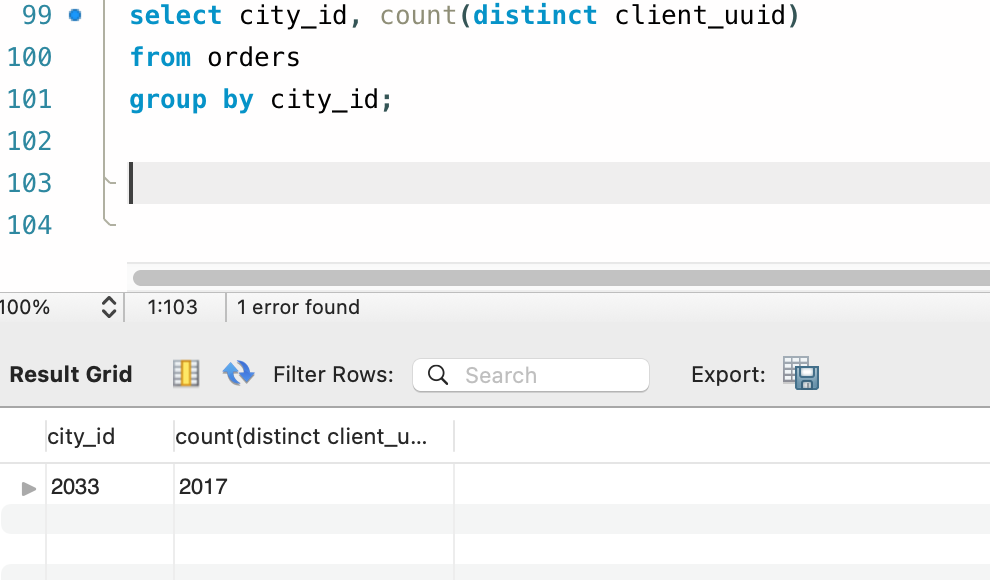 99 select city_id, count(distinct client_uuid)
100 from orders
101 group by city_id;
102
103
104
100% 1:103 1 error found
Result Grid Filter Rows: Search Export:
city_id count(distinct client_u...
2033 2017